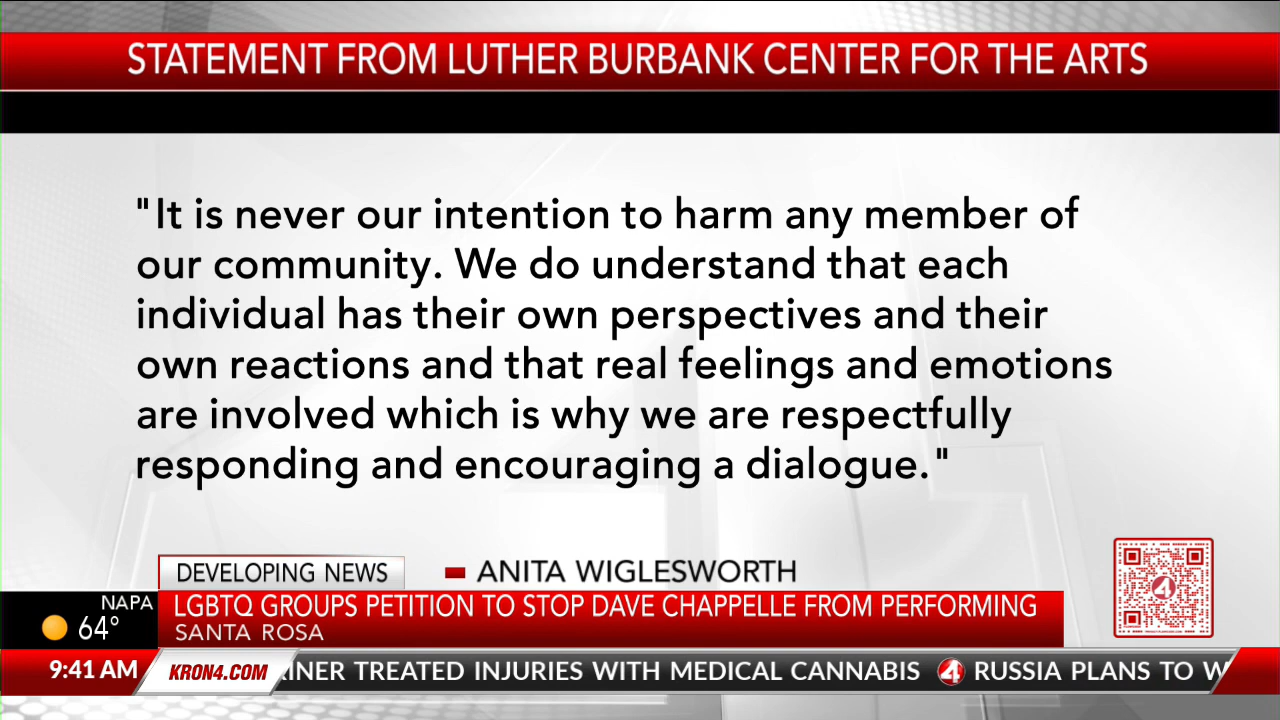 STATEMENT FROM LUTHER BURBANK CENTER FOR THE ARTS
"It is never our intention to harm any member of
our community. We do understand that each
individual has their own perspectives and their
own reactions and that real feelings and emotions
are involved which is why we are respectfully
responding and encouraging a dialogue."
DEVELOPING NEWS
ANITA WIGLESWORTH
NAPA
64°
LGBTQ GROUPS PETITION TO STOP DAVE CHAPPELLE FROM PERFORMING
SANTA ROSA
4
9:41 AM
KRON4.COM
INER TREATED INJURIES WITH MEDICAL CANNABIS 4 RUSSIA PLANS TO W